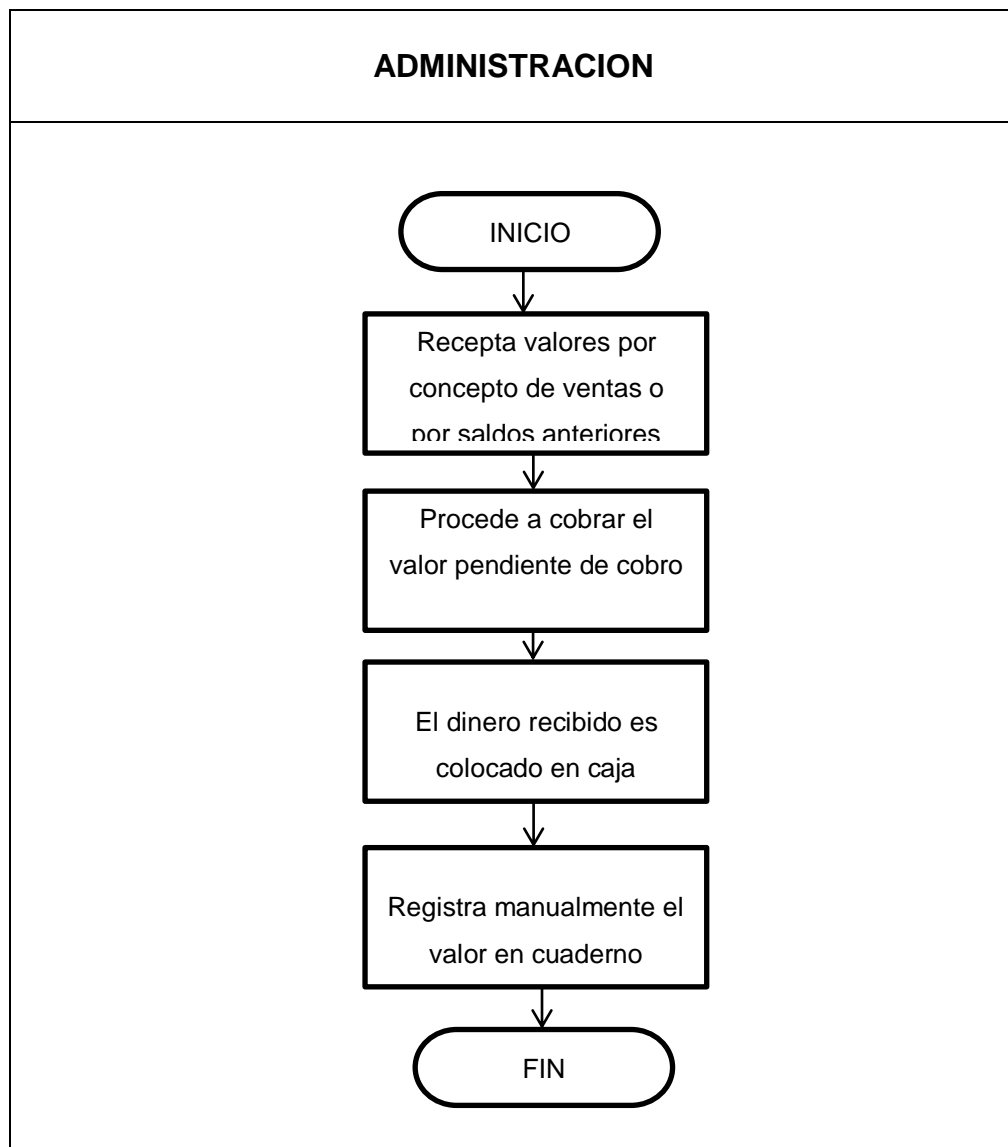 ADMINISTRACION
INICIO
Recepta valores por
concepto de ventas o
por saldos anteriores
Procede a cobrar el
valor pendiente de cobro
El dinero recibido es
colocado en caja
Registra manualmente el
valor en cuaderno
FIN